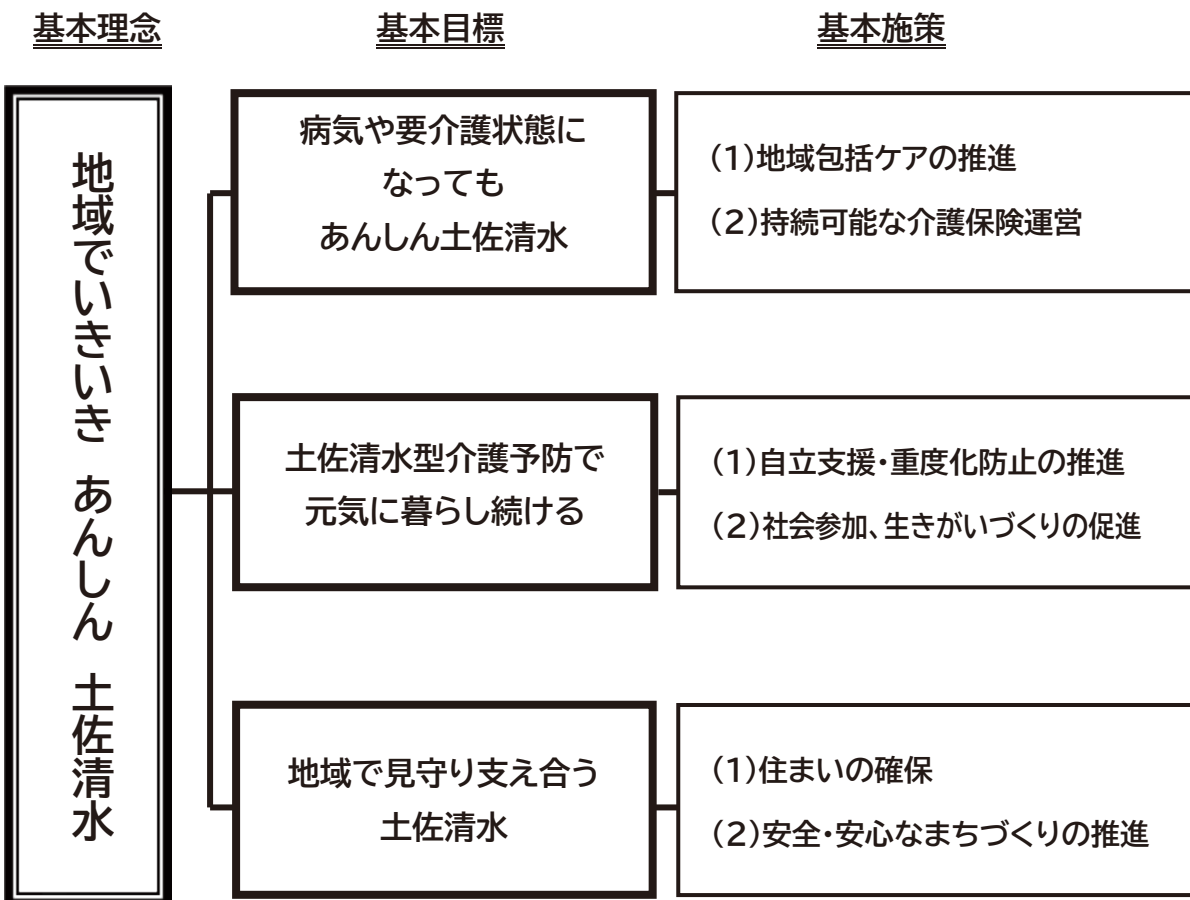 基本理念
基本目標
基本施策
地域でいきいき あんしん 土佐清水
病気や要介護状態に
なっても
あんしん土佐清水
(1)地域包括ケアの推進
(2)持続可能な介護保険運営
土佐清水型介護予防で
元気に暮らし続ける
(1)自立支援・重度化防止の推進
(2)社会参加、生きがいづくりの促進
地域で見守り支え合う
土佐清水
(1)住まいの確保
(2)安全・安心なまちづくりの推進